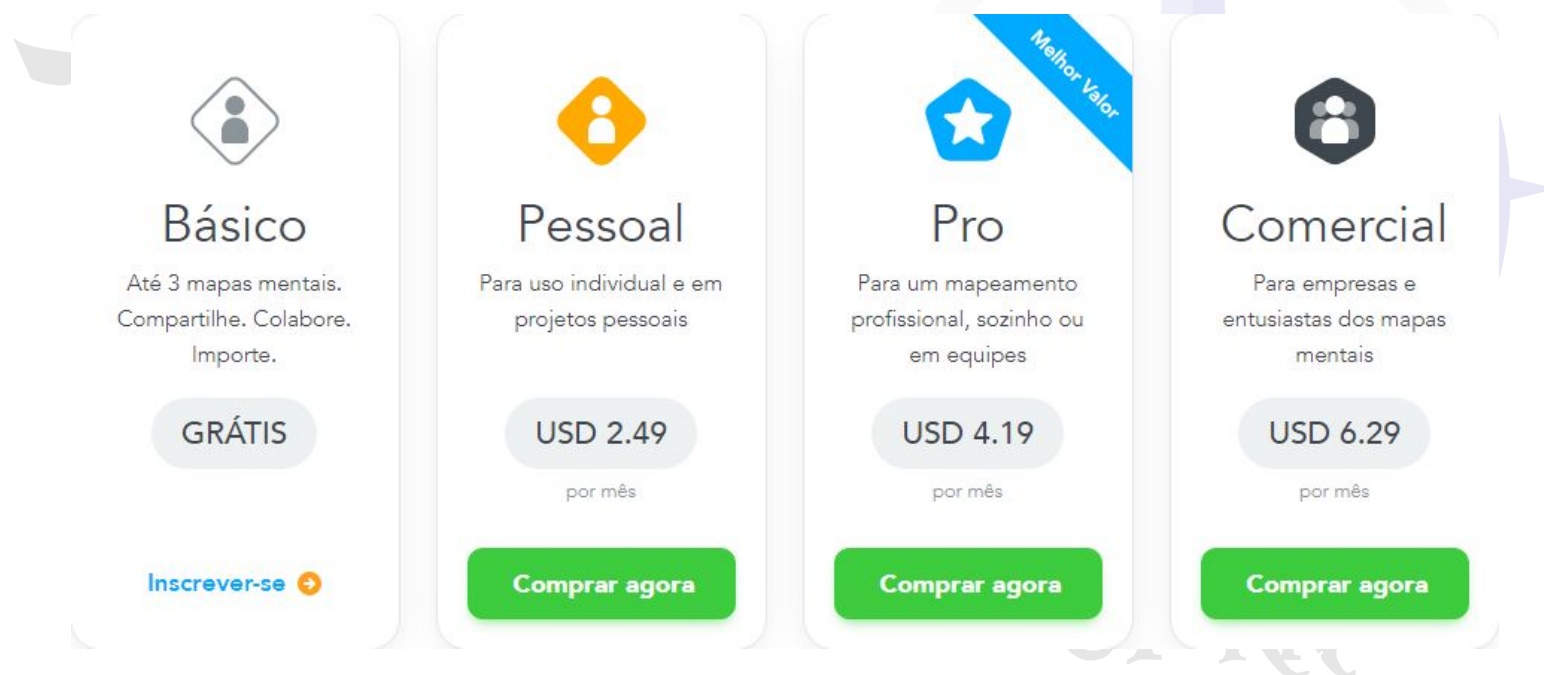 Básico
Até 3 mapas mentais.
Compartilhe. Colabore.
Importe.
GRÁTIS
Inscrever-se
Pessoal
Para uso individual e em
projetos pessoais
USD 2.49
por mês
Comprar agora
Melhor Valor
Pro
Para um mapeamento
profissional, sozinho ou
em equipes
USD 4.19
por mês
Comprar agora
Comercial
Para empresas e
entusiastas dos mapas
mentais
USD 6.29
por mês
Comprar agora